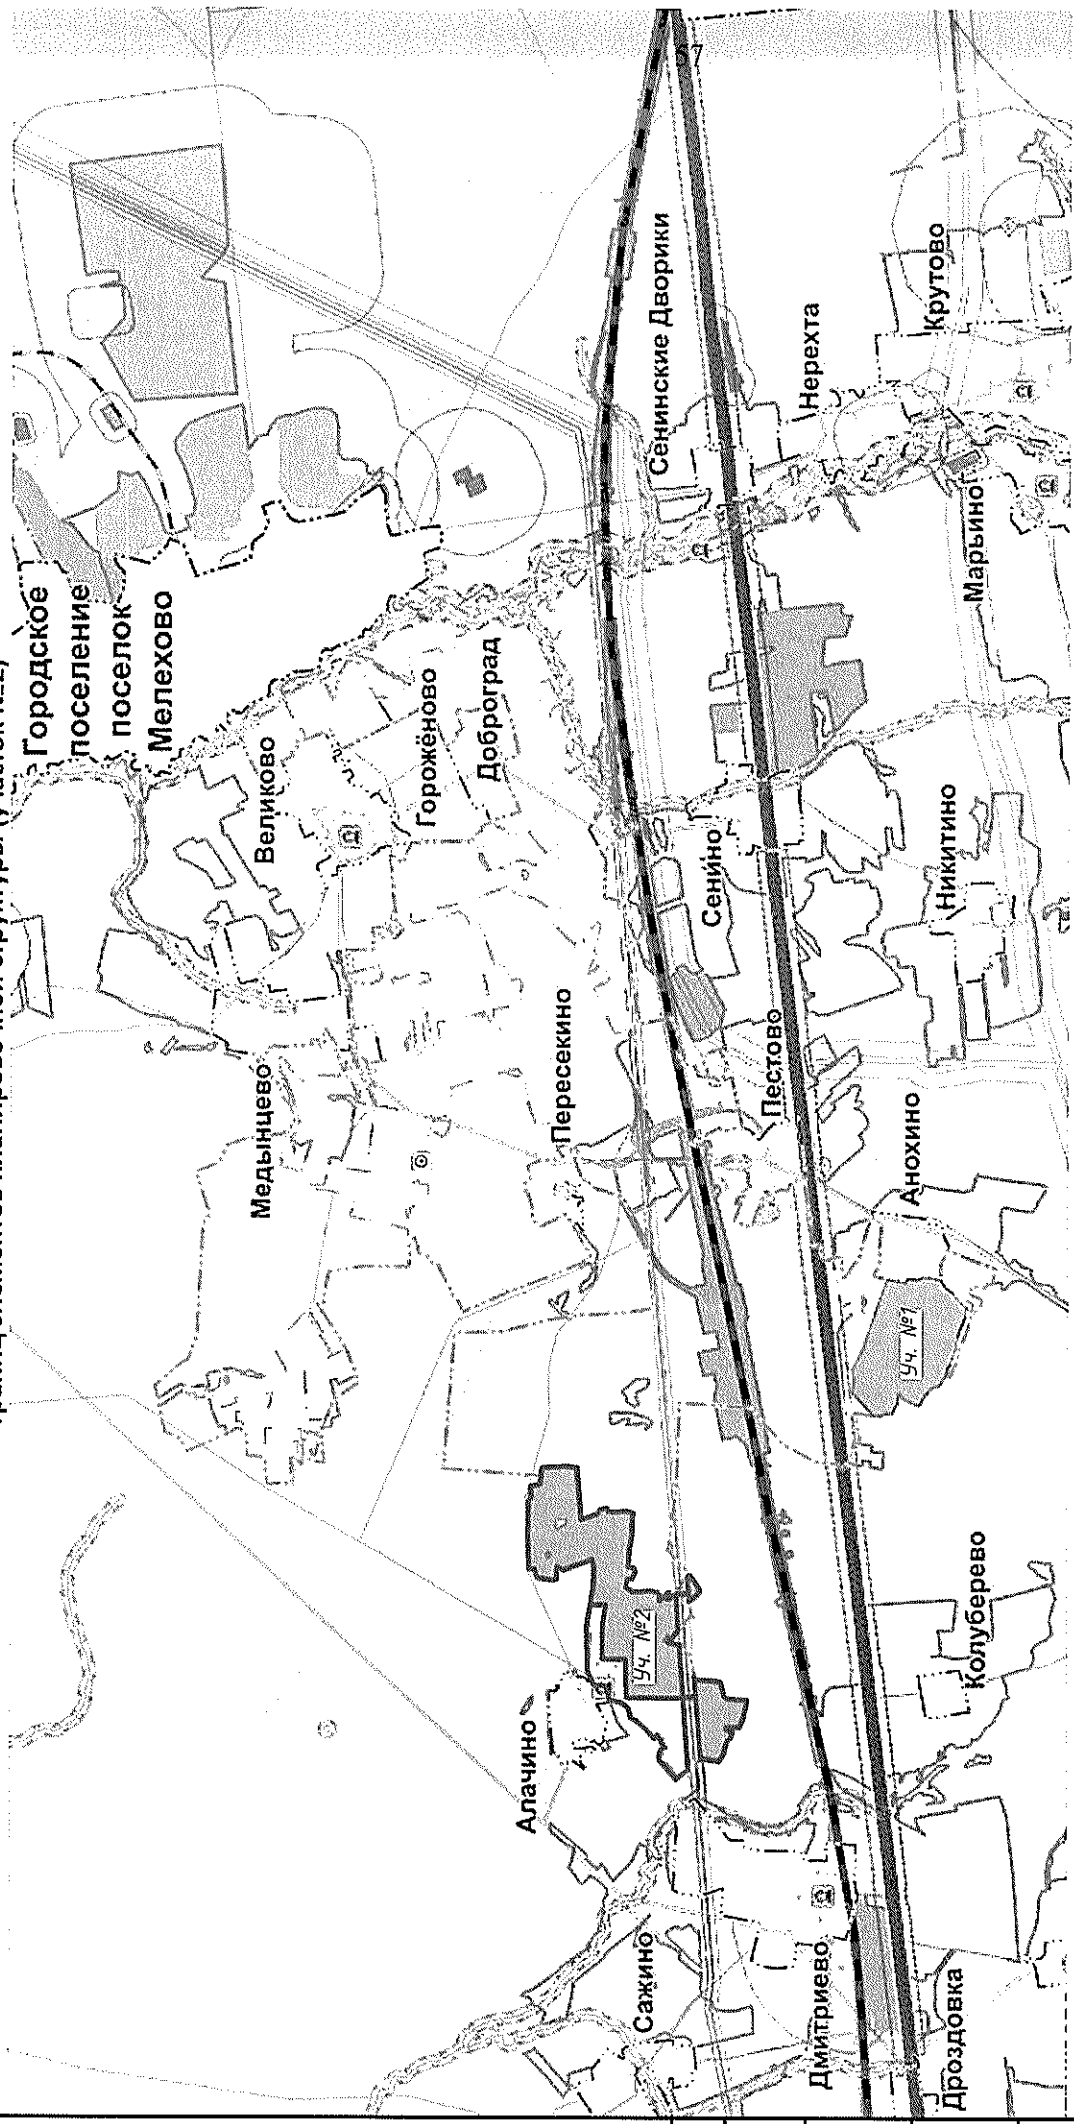 Городское
поселение
поселок
Мелехово
Великово
Горожёново
Доброград
Медынцево
Пересекино
Алачино
Сажино
Дмитриево
Дроздовка
Колуберево
Уч. №2
Уч. №1
Анохино
Пестово
Сенино
Никитино
Марьино
Нерехта
Крутово
Сенинские Дворики
57